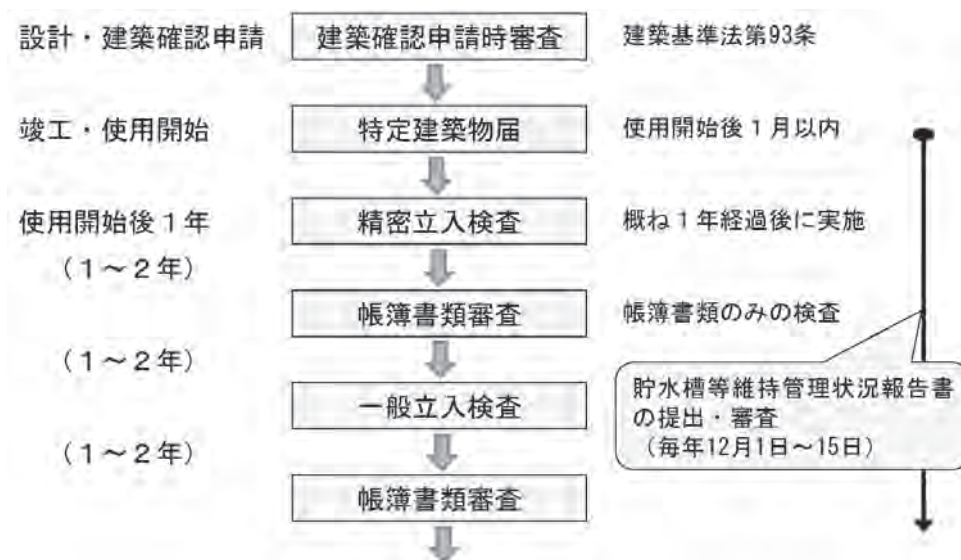 設計・建築確認申請 建築確認申請時審査 建築基準法第93条
竣工・使用開始 特定建築物届 使用開始後1月以内
使用開始後1年 精密立入検査 概ね1年経過後に実施
(1～2年)
帳簿書類審査 帳簿書類のみの検査
(1～2年)
一般立入検査
貯水槽等維持管理状況報告書
の提出・審査
(毎年12月1日～15日)
(1～2年)
帳簿書類審査